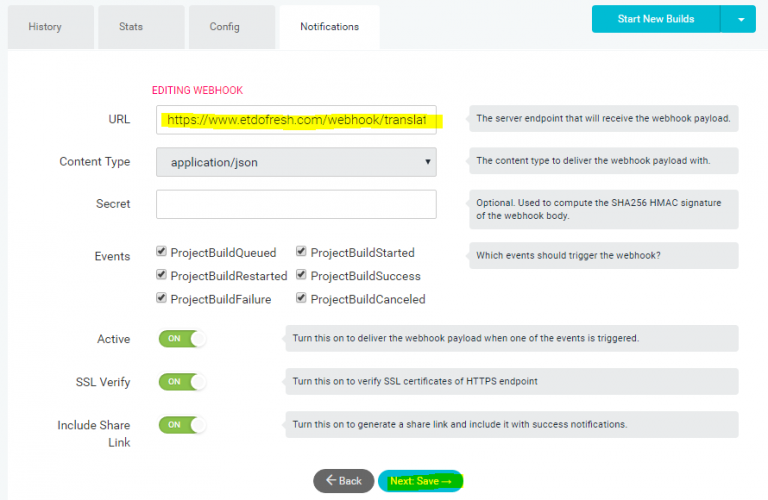 History
Stats
Config
Notifications
Start New Builds
EDITING WEBHOOK
URL
https://www.etdofresh.com/webhook/translat
The server endpoint that will receive the webhook payload.
Content Type
application/json
The content type to deliver the webhook payload with.
Secret
Optional. Used to compute the SHA256 HMAC signature
of the webhook body.
Events
ProjectBuildQueued
ProjectBuildStarted
Which events should trigger the webhook?
ProjectBuildRestarted
ProjectBuildSuccess
ProjectBuildFailure
ProjectBuildCanceled
Active
ON
Turn this on to deliver the webhook payload when one of the events is triggered.
SSL Verify
ON
Turn this on to verify SSL certificates of HTTPS endpoint
Include Share
Link
ON
Turn this on to generate a share link and include it with success notifications.
← Back
Next: Save →